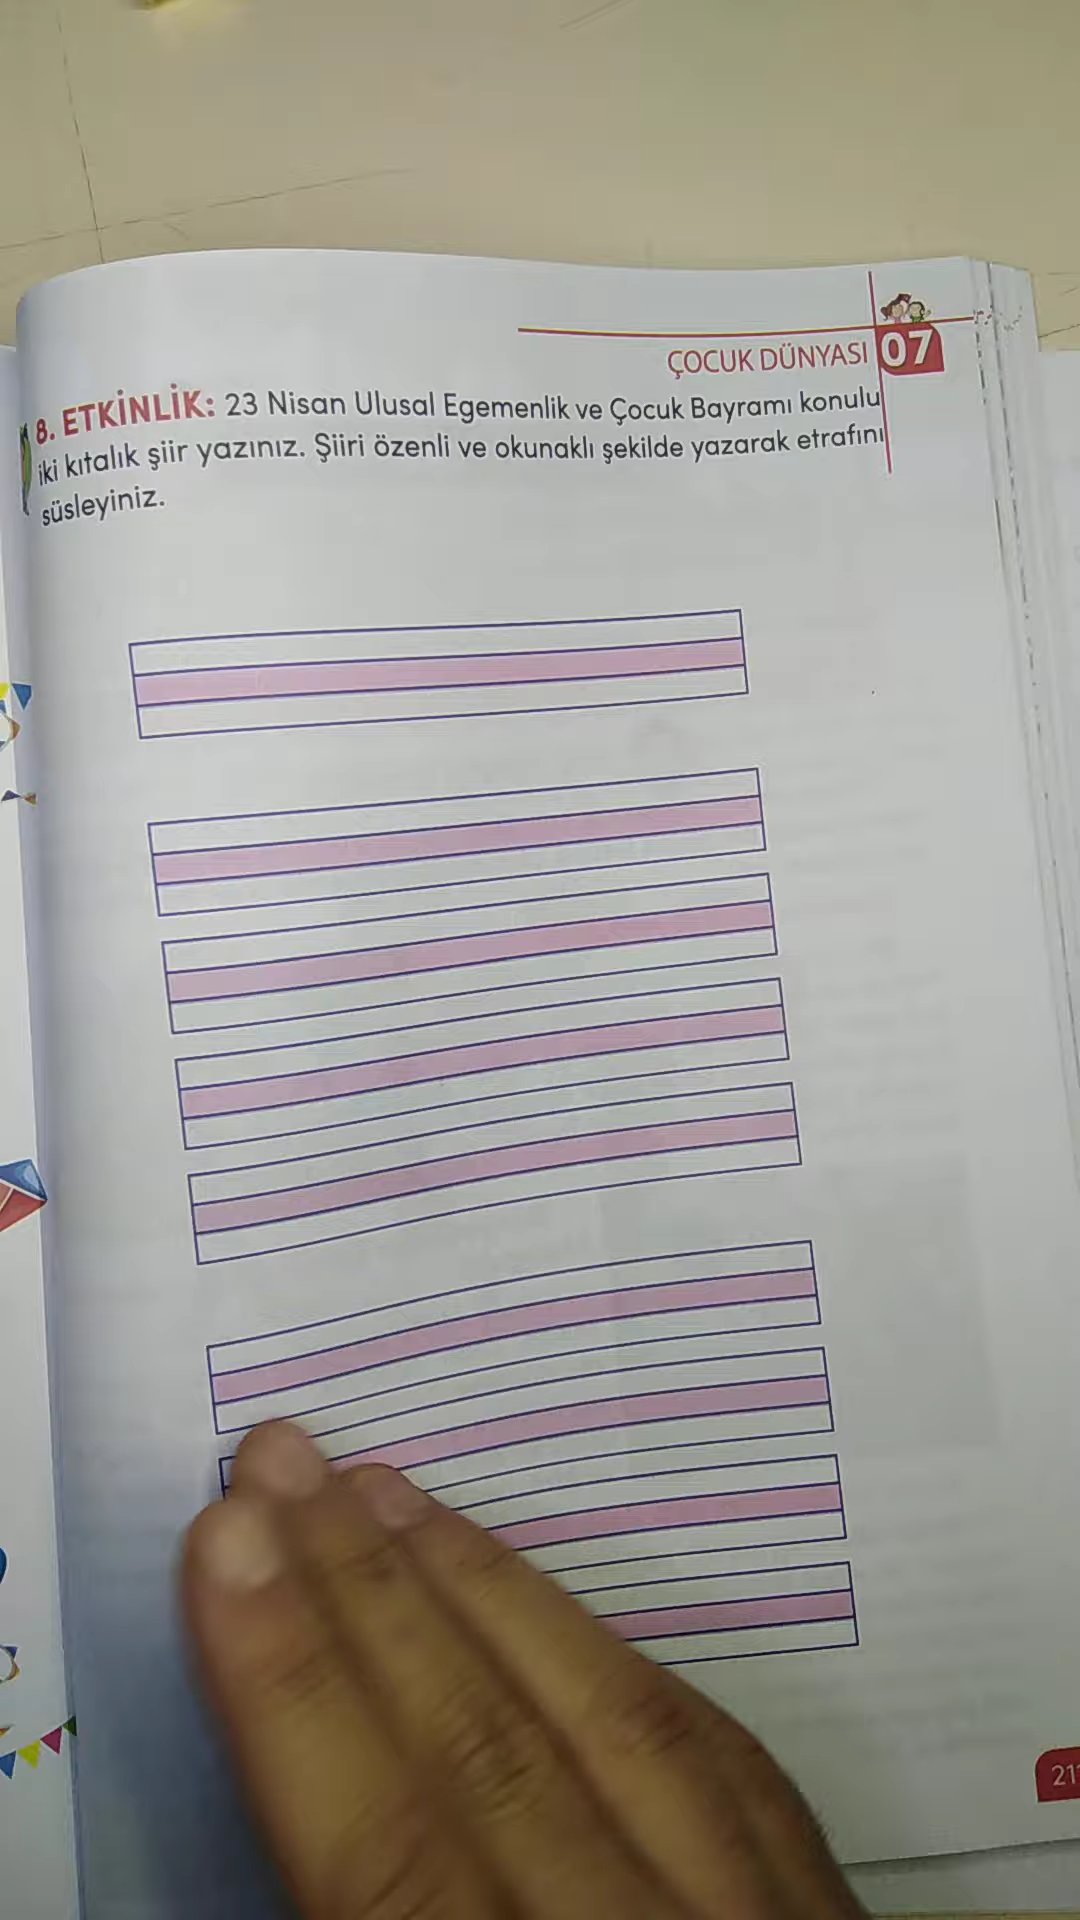 ÇOCUK DÜNYASI 07
8. ETKİNLİK: 23 Nisan Ulusal Egemenlik ve Çocuk Bayramı konulu
iki kıtalık şiir yazınız. Şiiri özenli ve okunaklı şekilde yazarak etrafını
süsleyiniz.